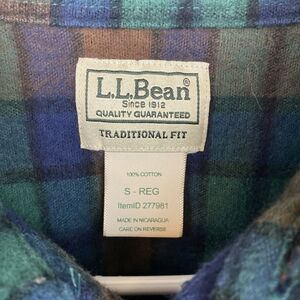 L.L.Bean®
Since 1912
QUALITY GUARANTEED
TRADITIONAL FIT
100% COTTON
S - REG
ItemID 277981
MADE IN NICARAGUA
CARE ON REVERSE